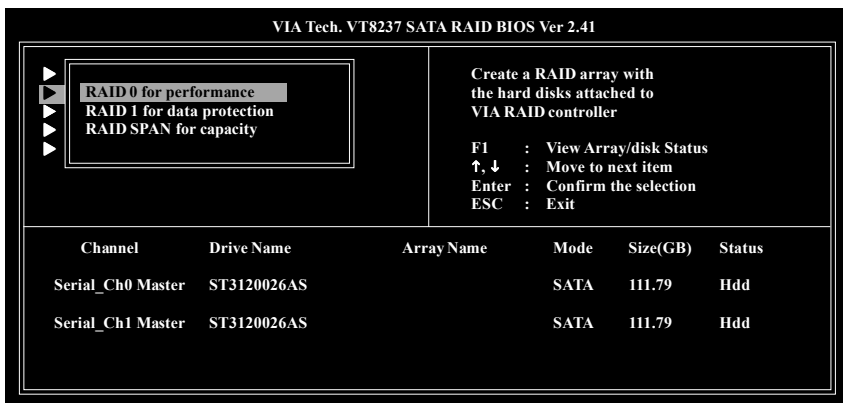 VIA Tech. VT8237 SATA RAID BIOS Ver 2.41
RAID 0 for performance
RAID 1 for data protection
RAID SPAN for capacity
Create a RAID array with
the hard disks attached to
VIA RAID controller
F1 : View Array/disk Status
↑, ↓ : Move to next item
Enter : Confirm the selection
ESC : Exit
Channel Drive Name Array Name Mode Size(GB) Status
Serial_Ch0 Master ST3120026AS SATA 111.79 Hdd
Serial_Ch1 Master ST3120026AS SATA 111.79 Hdd